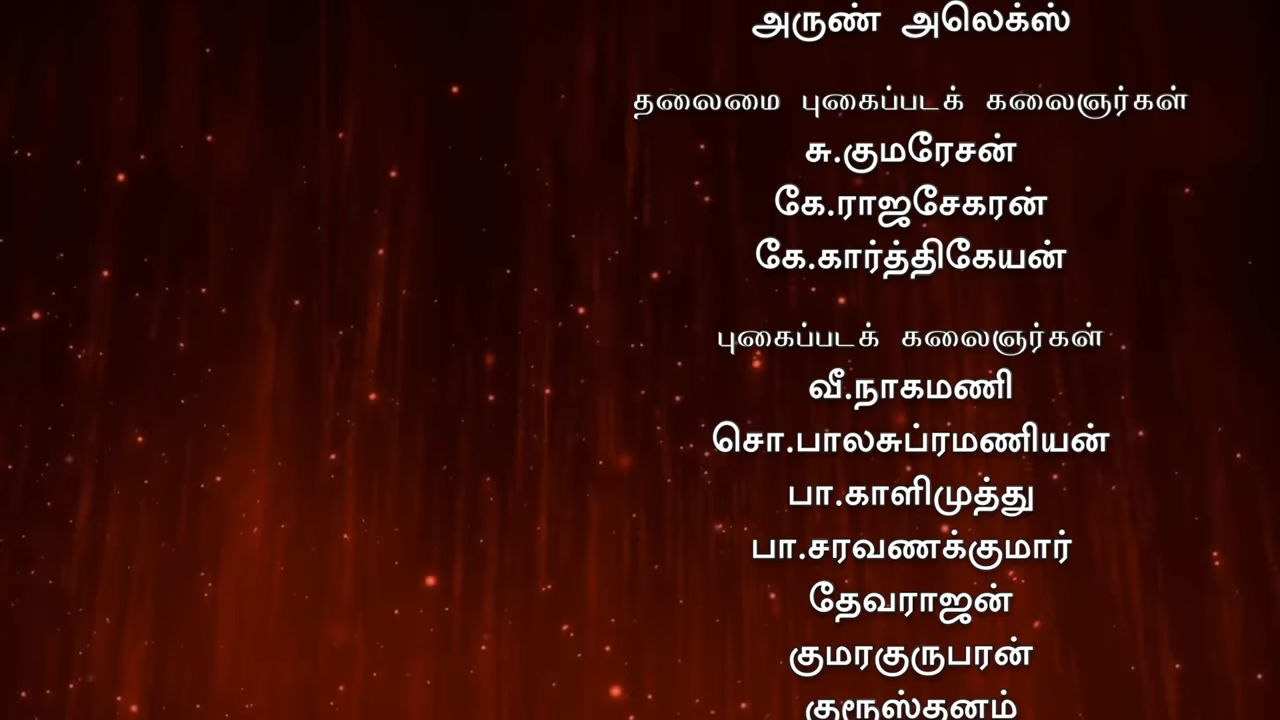 அருண் அலெக்ஸ்
தலைமை புகைப்படக் கலைஞர்கள்
சு.குமரேசன்
கே.ராஜசேகரன்
கே.கார்த்திகேயன்
புகைப்படக் கலைஞர்கள்
வீ.நாகமணி
சொ.பாலசுப்ரமணியன்
பா.காளிமுத்து
பா.சரவணக்குமார்
தேவராஜன்
குமரகுருபரன்